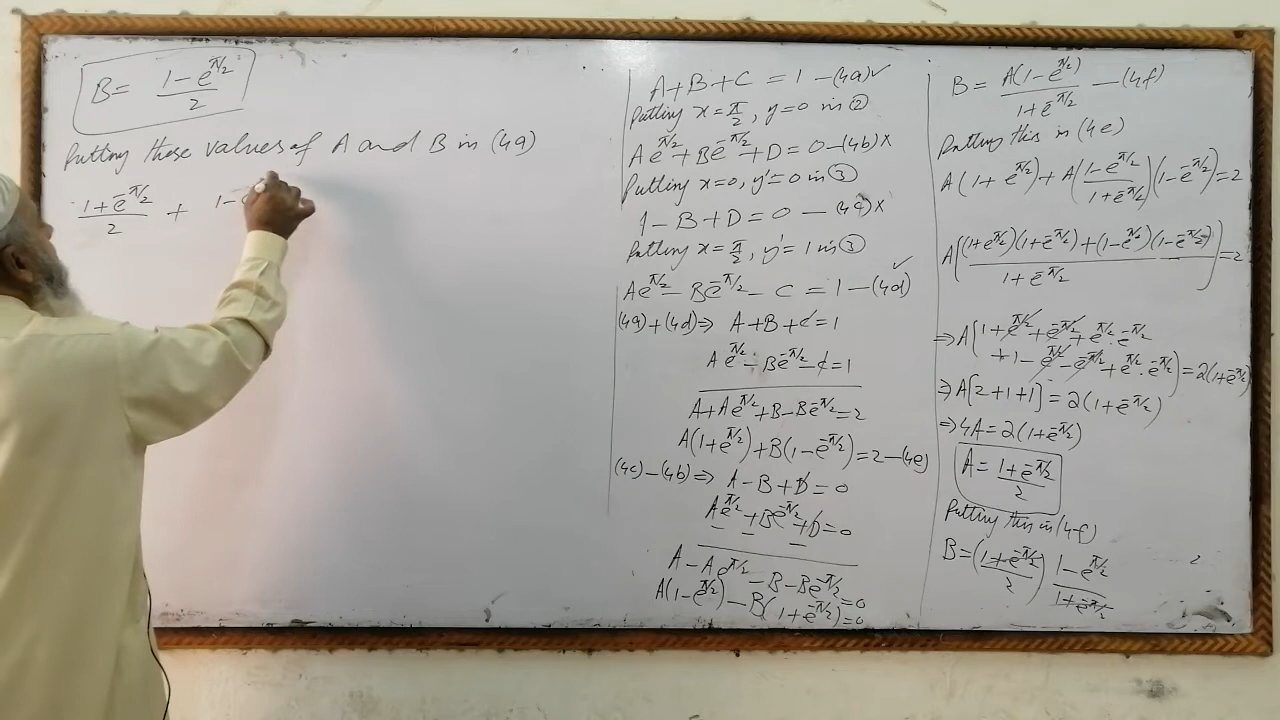 B = (1-e^{π/2})/2
Putting these values of A and B in (4a)
(1+e^{-π/2})/2 + 1-
A+B+C = 1 - (4a) ✓
Putting x = π/2, y=0 in ②
Ae^{π/2} + Be^{-π/2} + D = 0 - (4b) ×
Putting x=0, y'=0 in ③
1 - B + D = 0 - (4c) ×
Putting x = π/2, y' = 1 in ③
Ae^{π/2} - Be^{-π/2} - C = 1 - (4d) ✓
(4a)+(4d) ⇒ A+B+C=1
Ae^{π/2} - Be^{-π/2} - C = 1
A+Ae^{π/2}+B-Be^{-π/2} = 2
A(1+e^{π/2})+B(1-e^{-π/2}) = 2 - (4e)
(4c)-(4b) ⇒ A-B+D = 0
Ae^{π/2} + Be^{-π/2} + D = 0
- - -
A - Ae^{π/2} - B - Be^{-π/2} = 0
A(1-e^{π/2}) - B(1+e^{-π/2}) = 0
B = A(1-e^{π/2})/(1+e^{-π/2}) - (4f)
Putting this in (4e)
A(1+e^{π/2}) + A((1-e^{π/2})/(1+e^{-π/2}))(1-e^{-π/2}) = 2
A[((1+e^{π/2})(1+e^{-π/2})+(1-e^{π/2})(1-e^{-π/2}))/(1+e^{-π/2})] = 2
⇒ A[1+e^{π/2}+e^{-π/2}+e^{π/2}.e^{-π/2}
+1-e^{π/2}-e^{-π/2}+e^{π/2}.e^{-π/2}] = 2(1+e^{-π/2})
⇒ A[2+1+1] = 2(1+e^{-π/2})
⇒ 4A = 2(1+e^{-π/2})
A = (1+e^{-π/2})/2
Putting this in (4f)
B = ((1+e^{-π/2})/2) (1-e^{π/2})/(1+e^{-π/2})